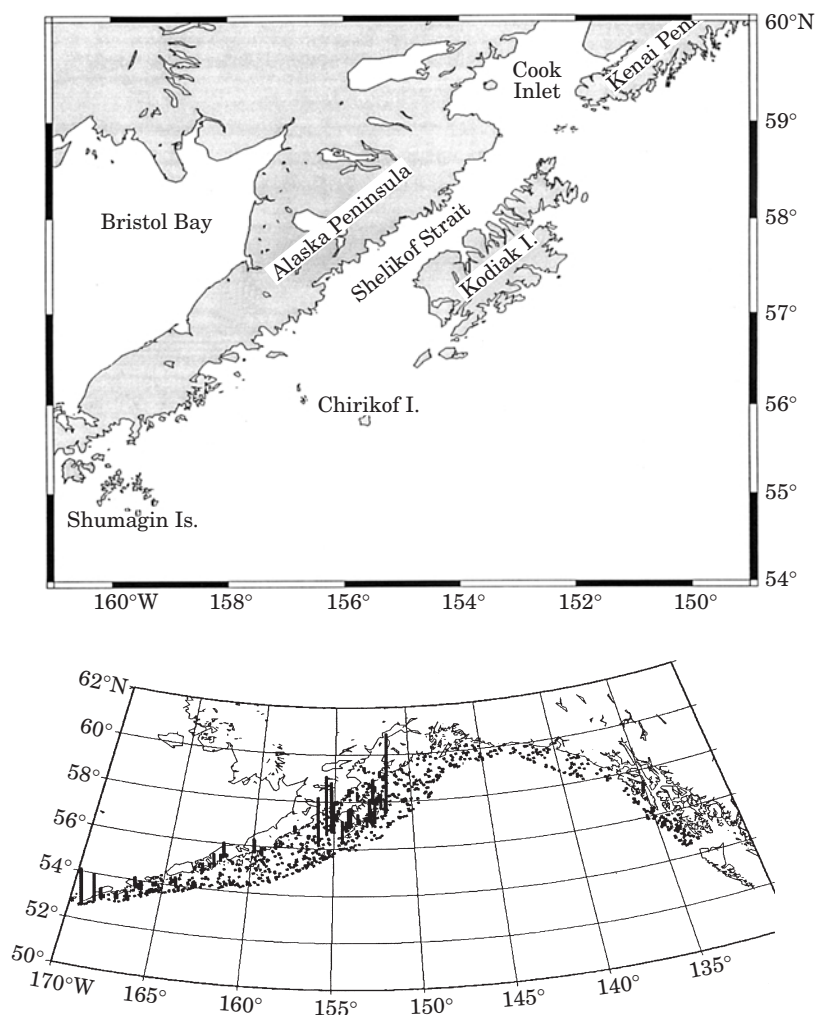 60°N
Kenai Pen.
Cook
Inlet
59°
Alaska Peninsula
Bristol Bay
58°
Shelikof Strait
Kodiak I.
57°
Chirikof I.
56°
55°
Shumagin Is.
54°
160°W 158° 156° 154° 152° 150°
62°N
60°
58°
56°
54°
52°
50°
170°W 165° 160° 155° 150° 145° 140° 135°